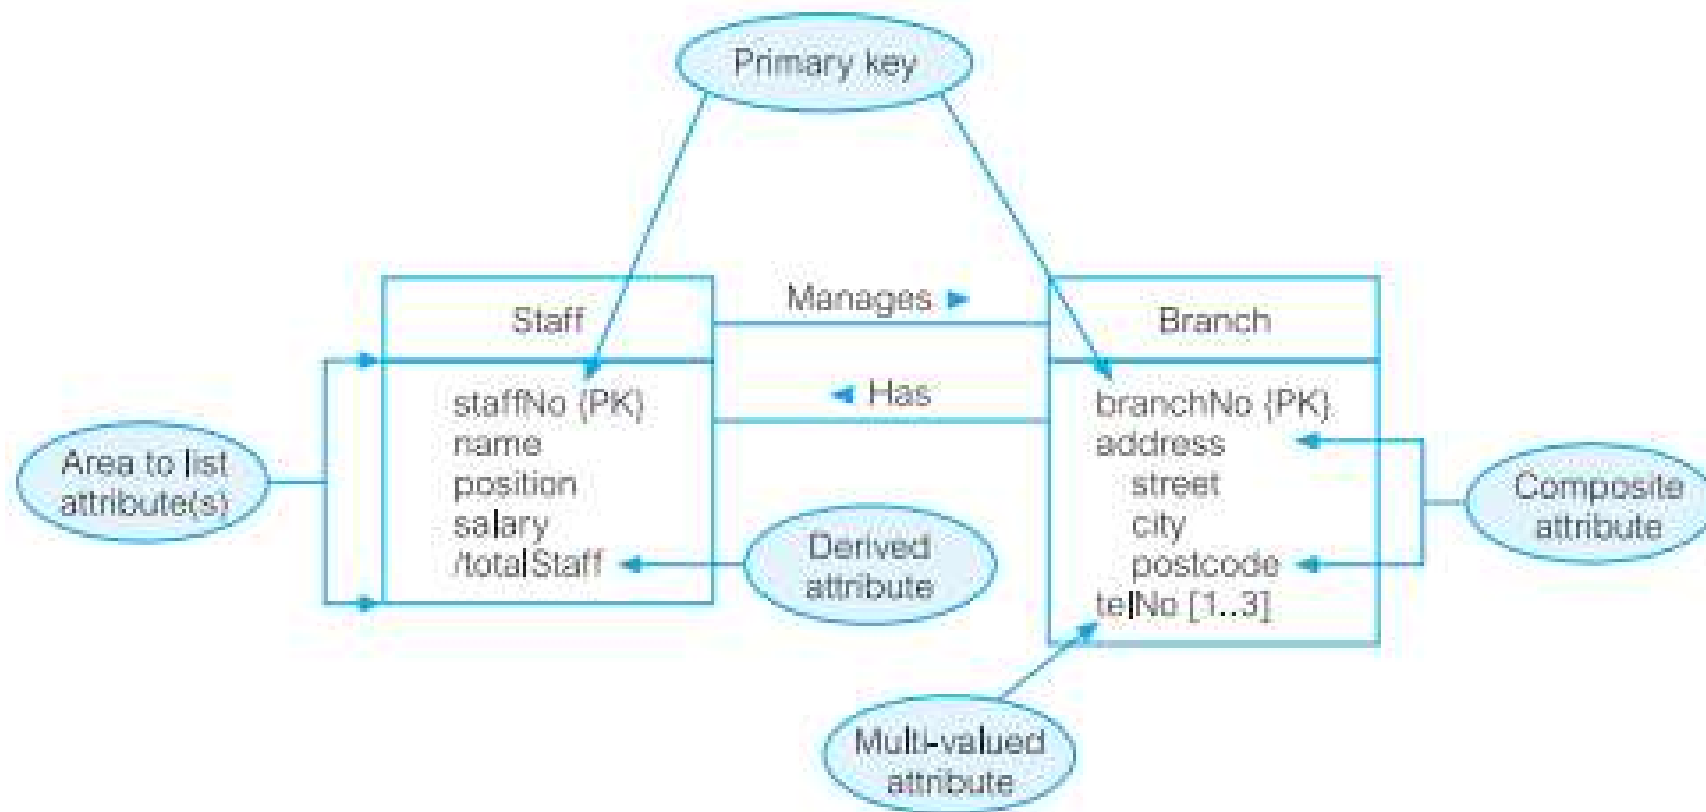 Primary key
Staff
Manages ►
Branch
◄ Has
staffNo {PK}
name
position
salary
/totalStaff
branchNo {PK}
address
street
city
postcode
telNo [1..3]
Area to list
attribute(s)
Derived
attribute
Composite
attribute
Multi-valued
attribute